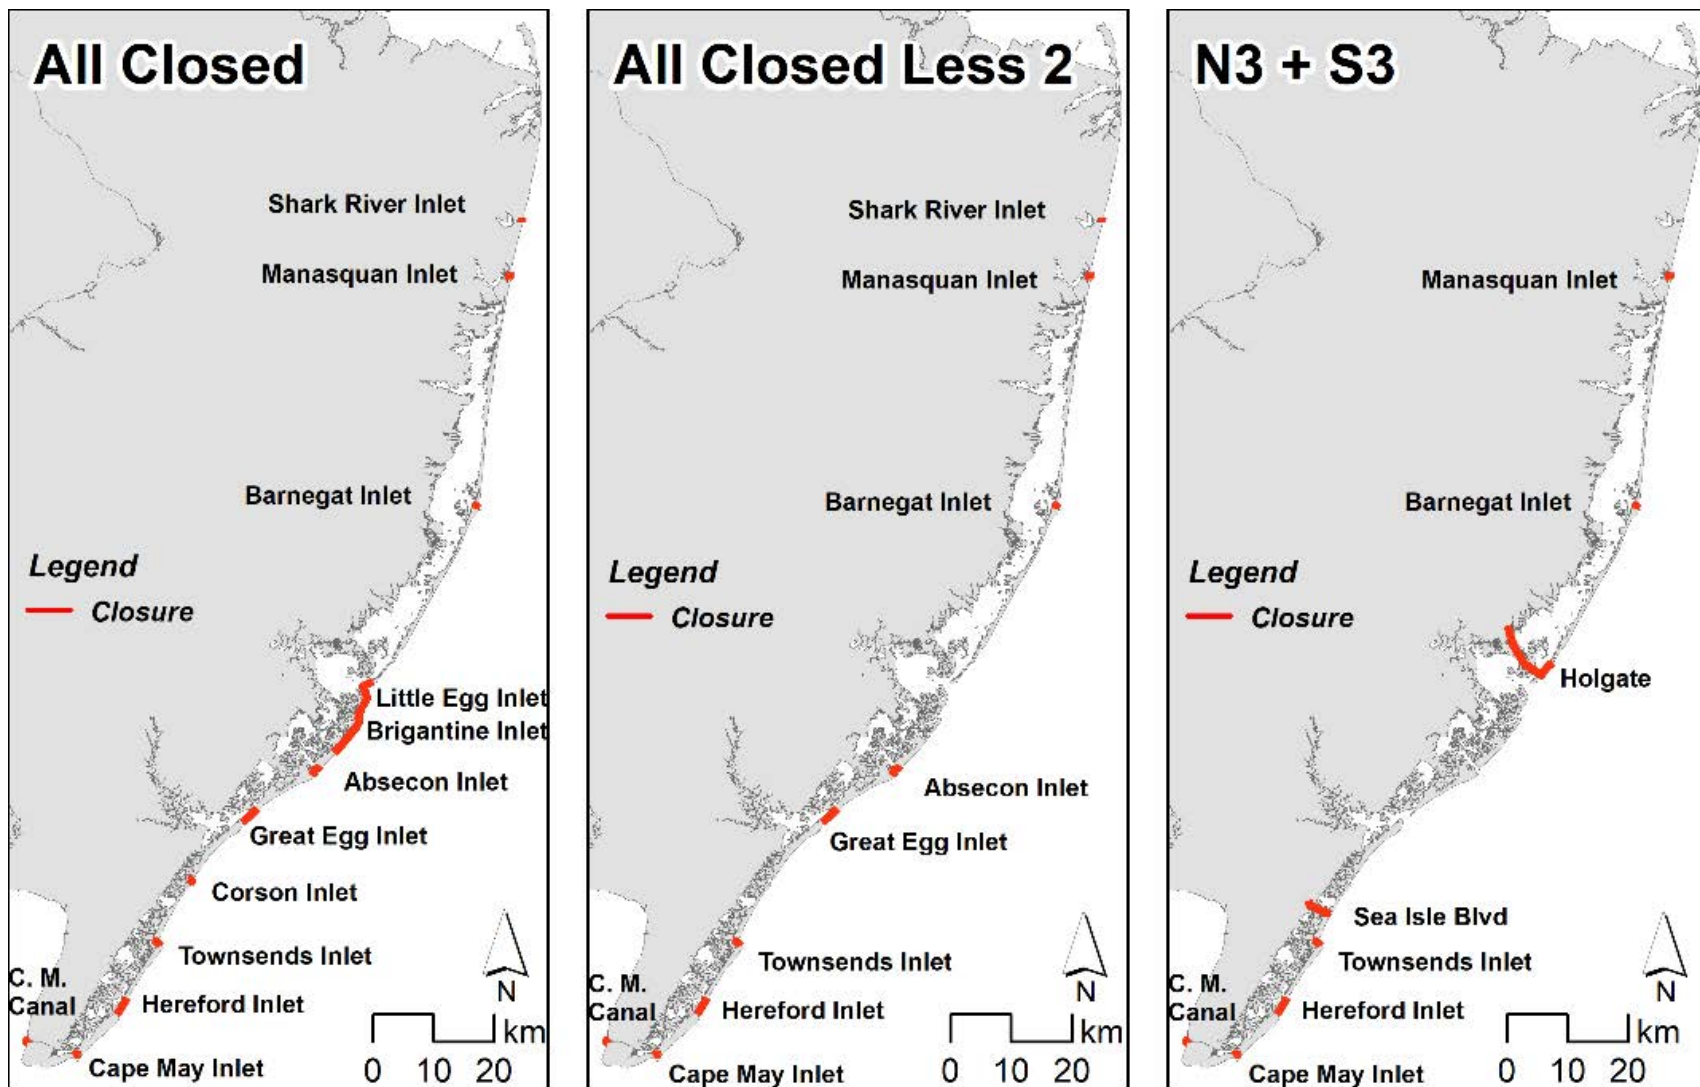 All Closed
Shark River Inlet
Manasquan Inlet
Barnegat Inlet
Legend
Closure
Little Egg Inlet
Brigantine Inlet
Absecon Inlet
Great Egg Inlet
Corson Inlet
Townsends Inlet
C. M.
Canal
Hereford Inlet
Cape May Inlet
N
km
0 10 20
All Closed Less 2
Shark River Inlet
Manasquan Inlet
Barnegat Inlet
Legend
Closure
Absecon Inlet
Great Egg Inlet
Townsends Inlet
C. M.
Canal
Hereford Inlet
Cape May Inlet
N
km
0 10 20
N3 + S3
Manasquan Inlet
Barnegat Inlet
Legend
Closure
Holgate
Sea Isle Blvd
Townsends Inlet
C. M.
Canal
Hereford Inlet
Cape May Inlet
N
km
0 10 20